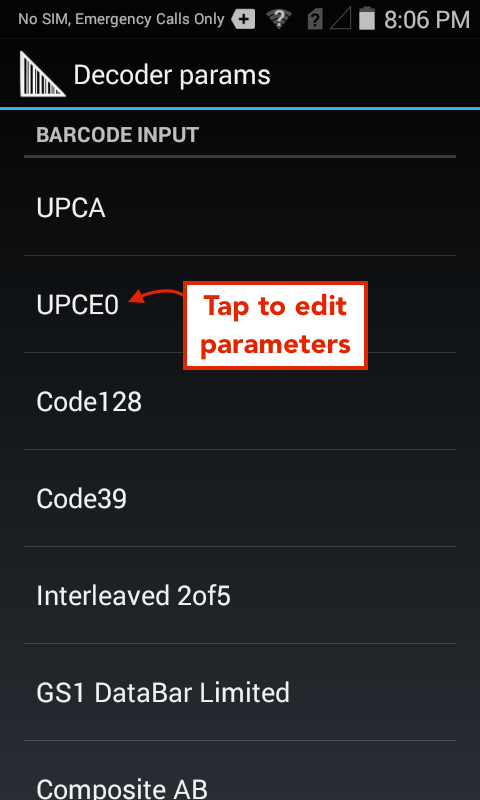 No SIM, Emergency Calls Only 8:06 PM
Decoder params
BARCODE INPUT
UPCA
UPCE0
Tap to edit
parameters
Code128
Code39
Interleaved 2of5
GS1 DataBar Limited
Composite AB